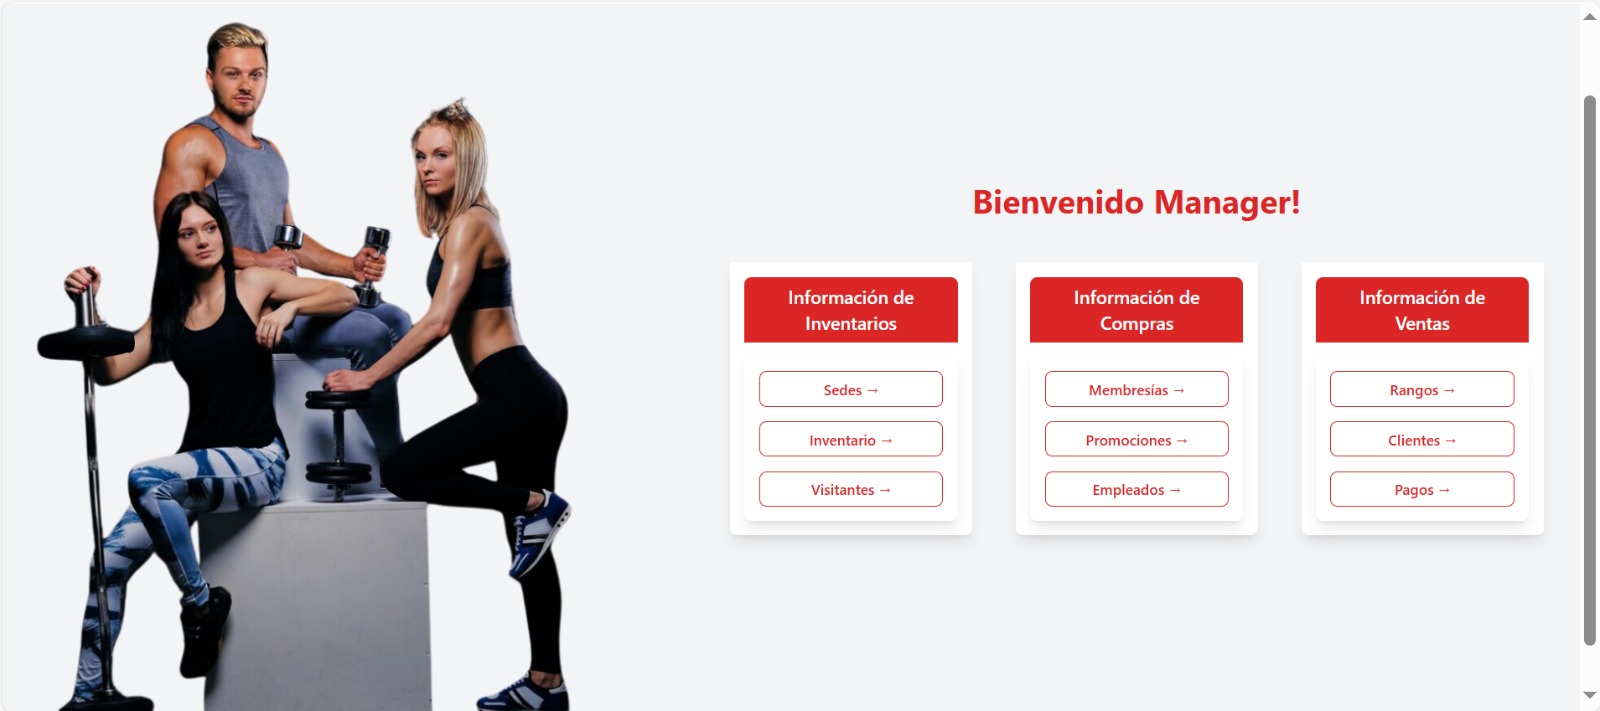 Bienvenido Manager!
Información de
Inventarios
Sedes →
Inventario →
Visitantes →
Información de
Compras
Membresías →
Promociones →
Empleados →
Información de
Ventas
Rangos →
Clientes →
Pagos →